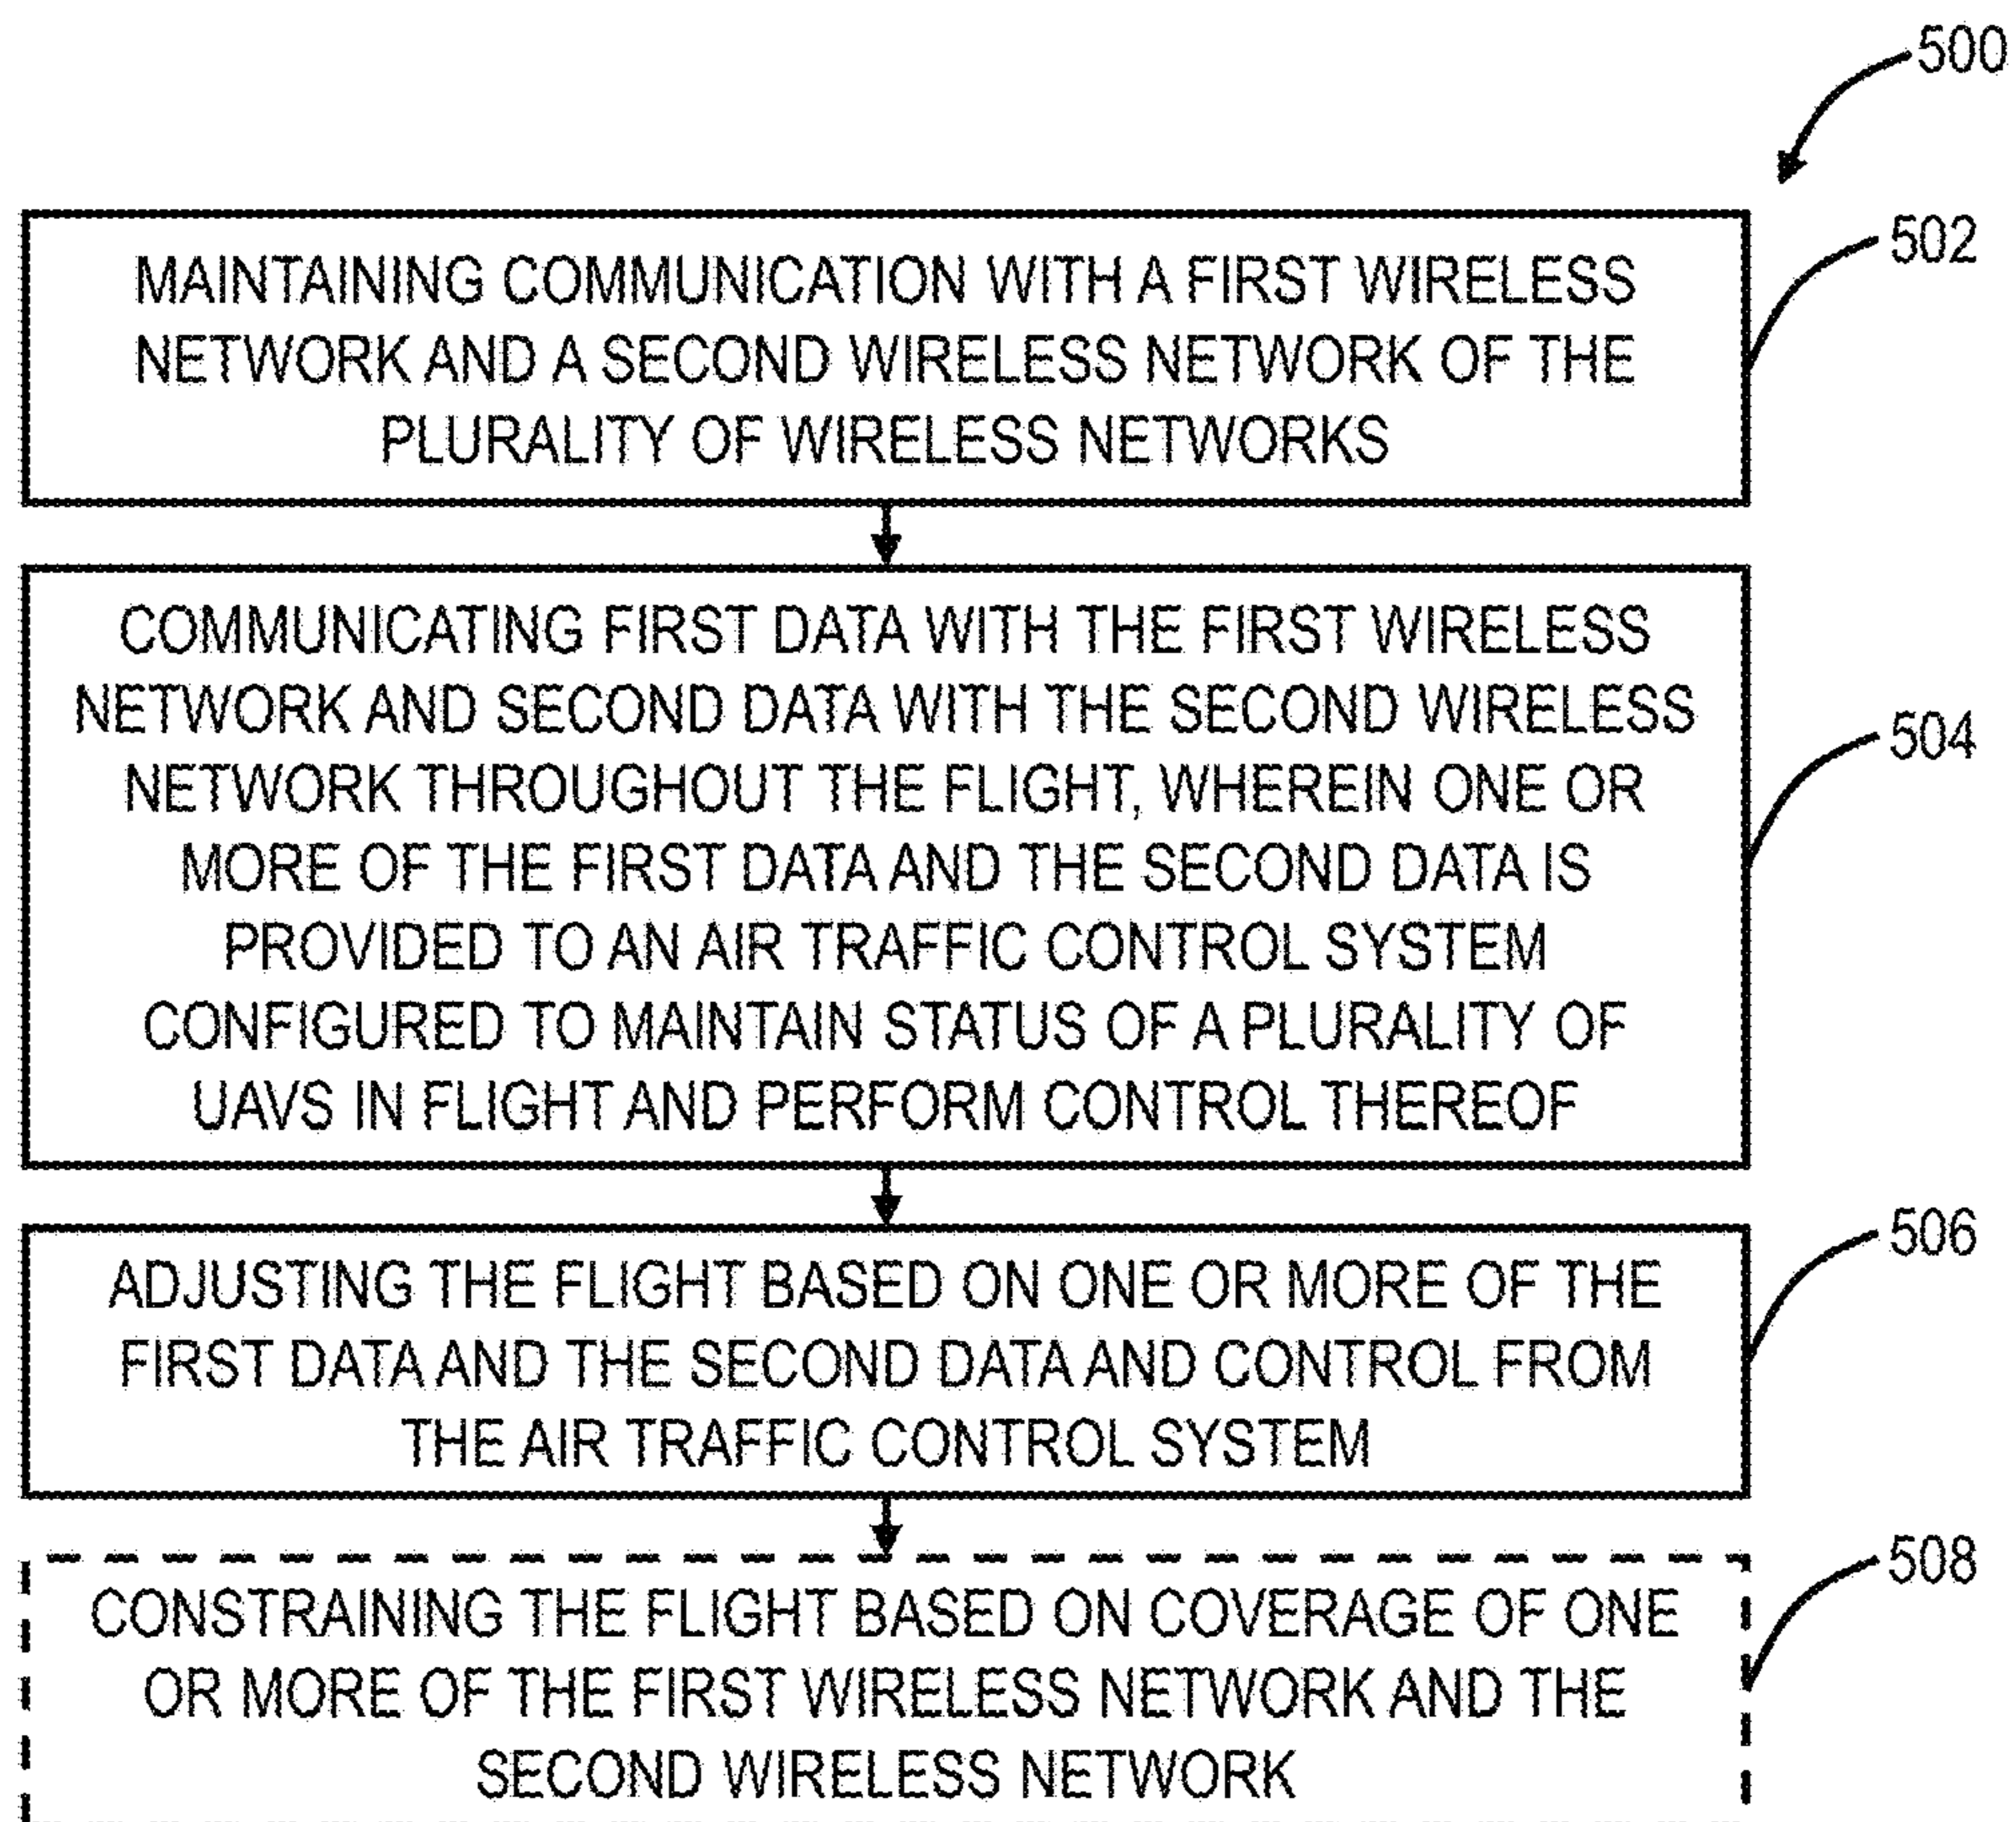 500
502
MAINTAINING COMMUNICATION WITH A FIRST WIRELESS
NETWORK AND A SECOND WIRELESS NETWORK OF THE
PLURALITY OF WIRELESS NETWORKS
504
COMMUNICATING FIRST DATA WITH THE FIRST WIRELESS
NETWORK AND SECOND DATA WITH THE SECOND WIRELESS
NETWORK THROUGHOUT THE FLIGHT, WHEREIN ONE OR
MORE OF THE FIRST DATA AND THE SECOND DATA IS
PROVIDED TO AN AIR TRAFFIC CONTROL SYSTEM
CONFIGURED TO MAINTAIN STATUS OF A PLURALITY OF
UAVS IN FLIGHT AND PERFORM CONTROL THEREOF
506
ADJUSTING THE FLIGHT BASED ON ONE OR MORE OF THE
FIRST DATA AND THE SECOND DATA AND CONTROL FROM
THE AIR TRAFFIC CONTROL SYSTEM
508
CONSTRAINING THE FLIGHT BASED ON COVERAGE OF ONE
OR MORE OF THE FIRST WIRELESS NETWORK AND THE
SECOND WIRELESS NETWORK